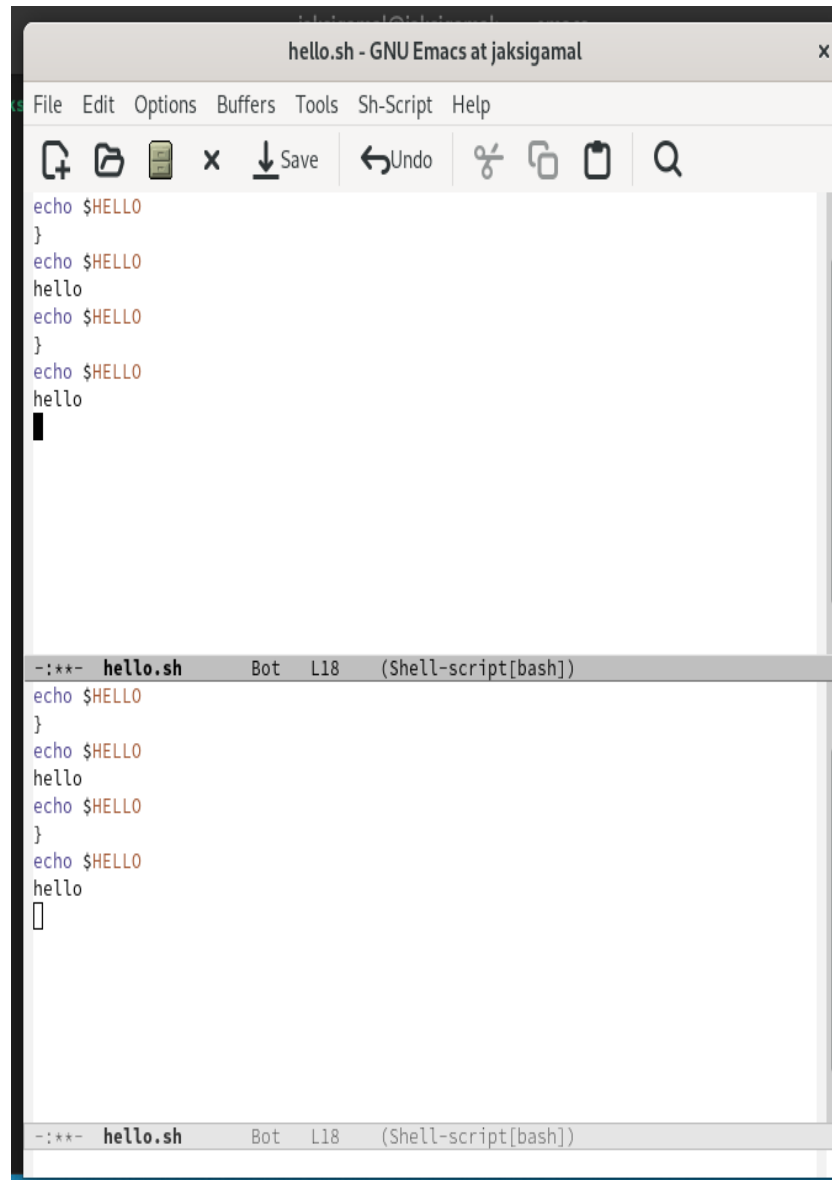 hello.sh - GNU Emacs at jaksigamal
File Edit Options Buffers Tools Sh-Script Help
Save Undo
echo $HELLO
}
echo $HELLO
hello
echo $HELLO
}
echo $HELLO
hello
-:**- hello.sh Bot L18 (Shell-script[bash])
echo $HELLO
}
echo $HELLO
hello
echo $HELLO
}
echo $HELLO
hello
-:**- hello.sh Bot L18 (Shell-script[bash])